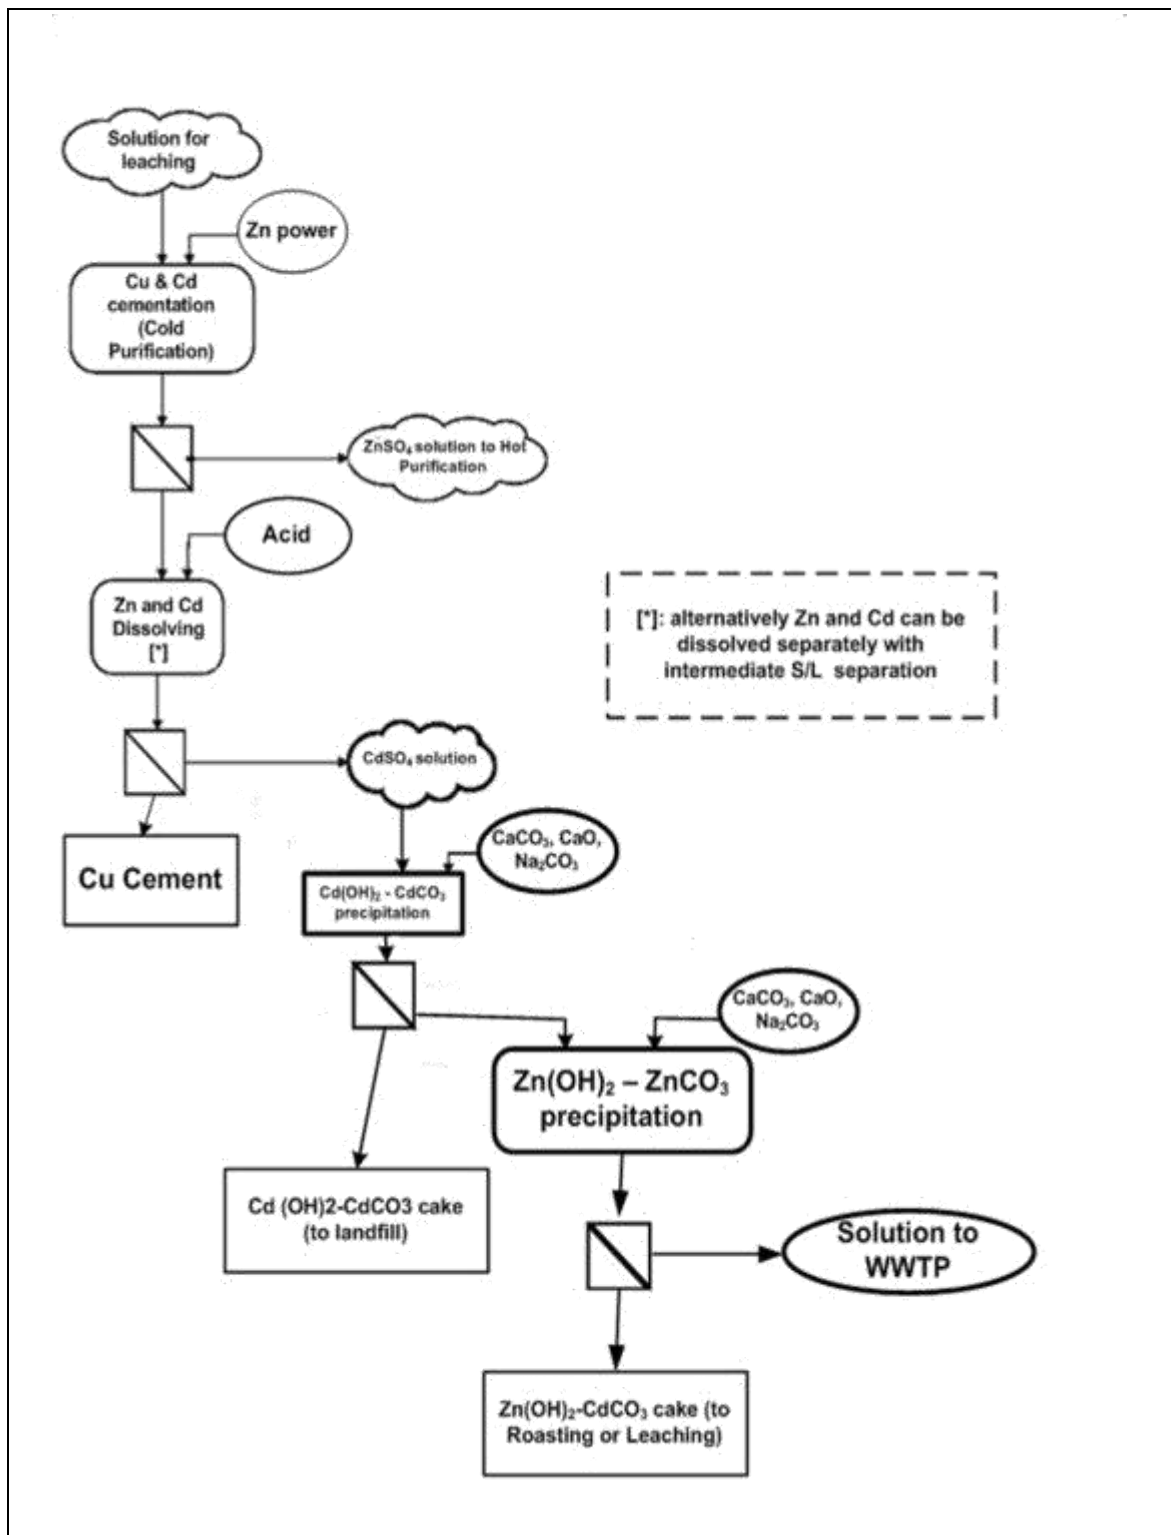 Solution for
leaching
Zn power
Cu & Cd
cementation
(Cold
Purification)
ZnSO₄ solution to Hot
Purification
Acid
Zn and Cd
Dissolving
[*]
[*]: alternatively Zn and Cd can be
dissolved separately with
intermediate S/L separation
CdSO₄ solution
CaCO₃, CaO,
Na₂CO₃
Cu Cement
Cd(OH)₂ - CdCO₃
precipitation
CaCO₃, CaO,
Na₂CO₃
Zn(OH)₂ – ZnCO₃
precipitation
Cd (OH)2-CdCO3 cake
(to landfill)
Solution to
WWTP
Zn(OH)₂-CdCO₃ cake (to
Roasting or Leaching)